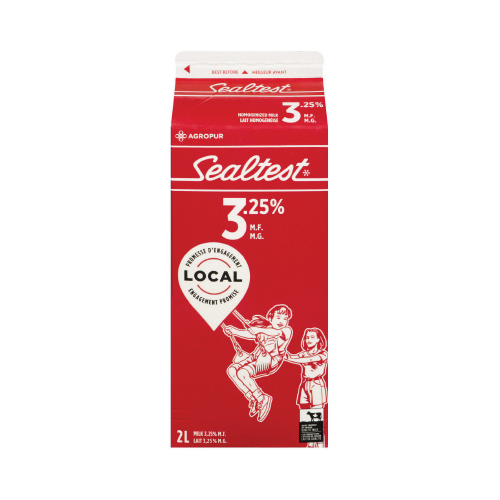 BEST BEFORE ▲ MEILLEUR AVANT
Sealtest
HOMOGENIZED MILK
LAIT HOMOGÉNÉISÉ
3.25%
M.F.
M.G.
AGROPUR
Sealtest*
3.25%
M.F.
M.G.
PROMESSE D'ENGAGEMENT
LOCAL
ENGAGEMENT PROMISE
2L
MILK 3.25% M.F.
LAIT 3,25% M.G.